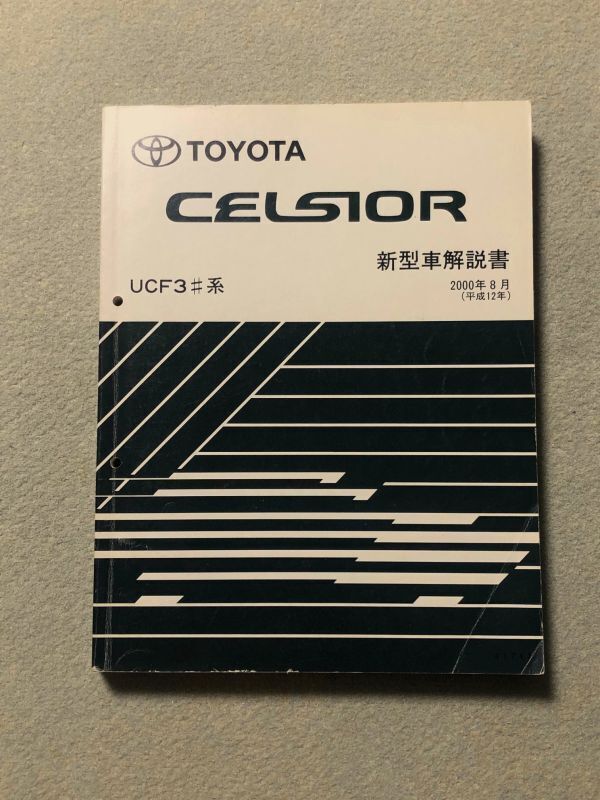 TOYOTA
CELSIOR
新型車解説書
UCF3#系
2000年8月
(平成12年)